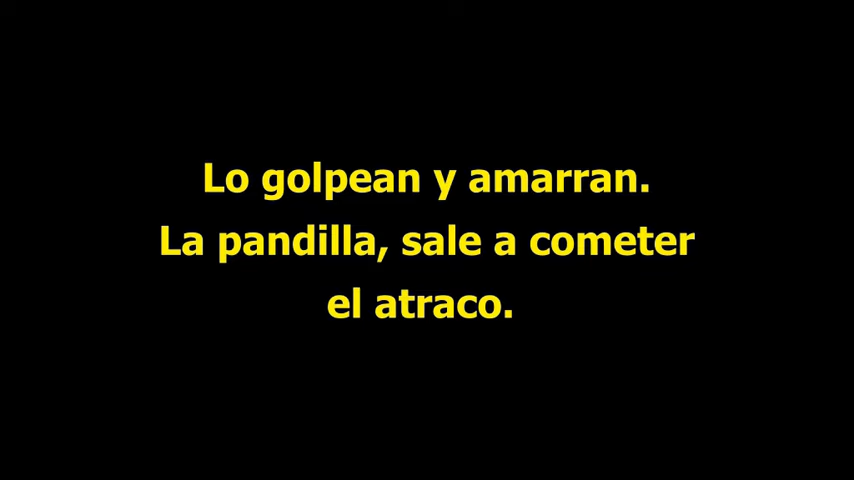 Lo golpean y amarran.
La pandilla, sale a cometer
el atraco.